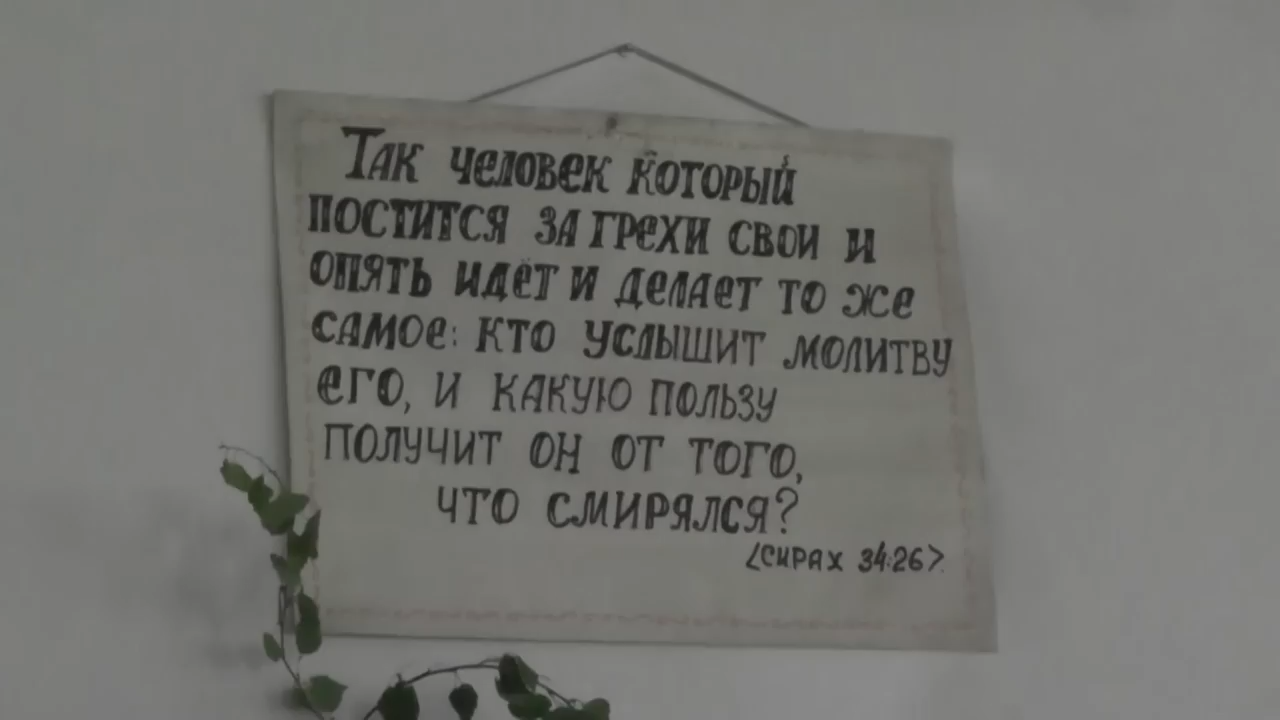 Так человек который
постится за грехи свои и
опять идёт и делает то же
самое: кто услышит молитву
его, и какую пользу
получит он от того,
что смирялся?
<Сирах 34:26>